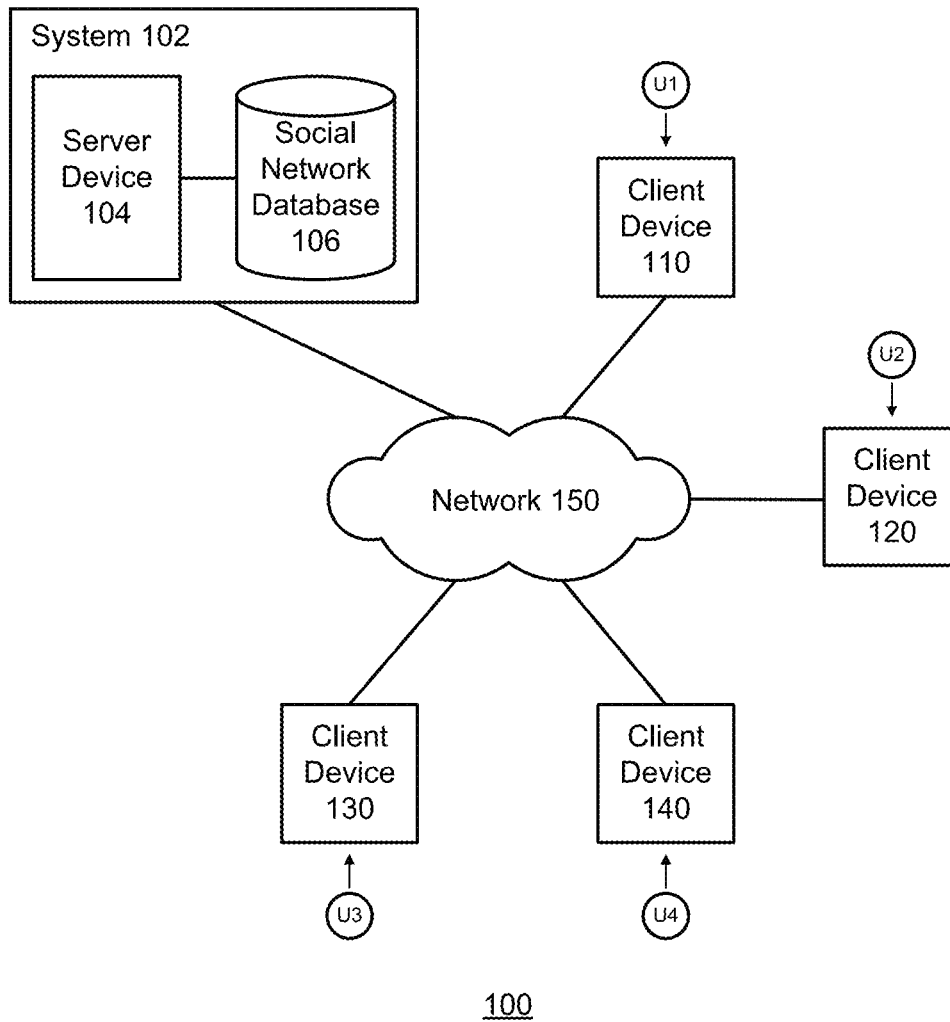 System 102
Server
Device
104
Social
Network
Database
106
U1
Client
Device
110
U2
Client
Device
120
Network 150
Client
Device
130
Client
Device
140
U3
U4
100